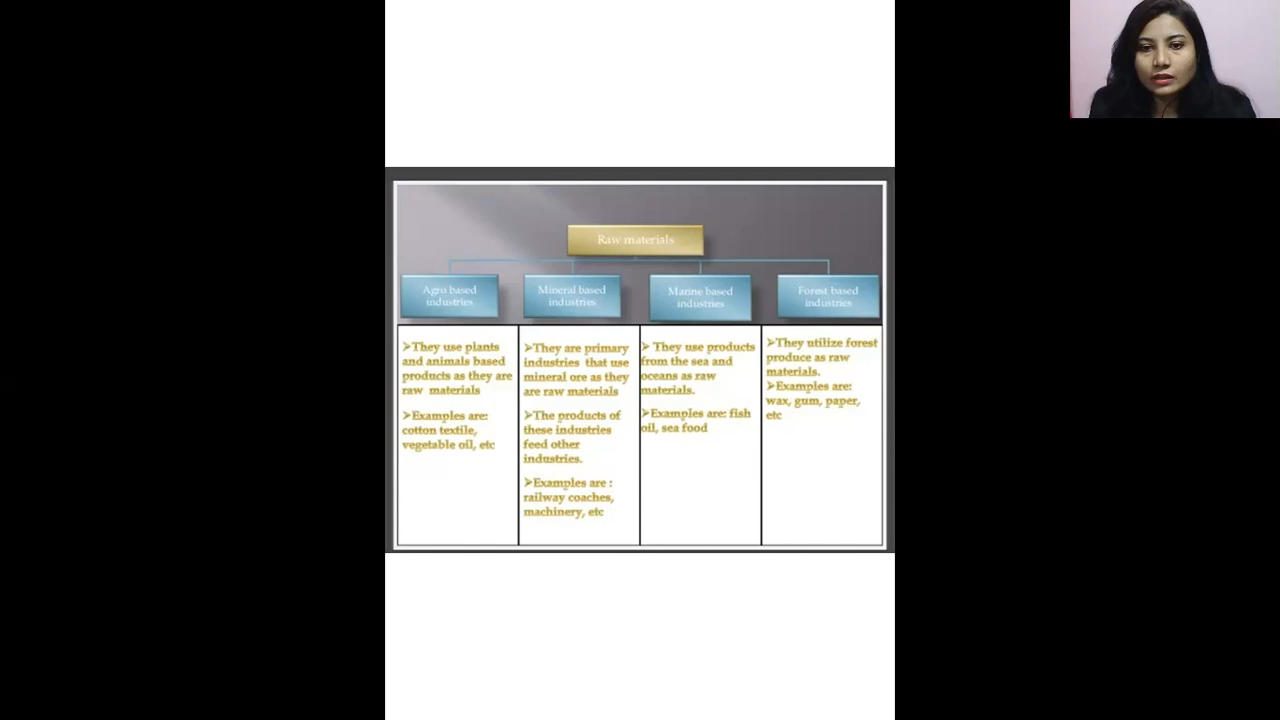 Raw materials
Agro based
industries
Mineral based
industries
Marine based
industries
Forest based
industries
➢They use plants
and animals based
products as they are
raw materials
➢Examples are:
cotton textile,
vegetable oil, etc
➢They are primary
industries that use
mineral ore as they
are raw materials
➢The products of
these industries
feed other
industries.
➢Examples are :
railway coaches,
machinery, etc
➢ They use products
from the sea and
oceans as raw
materials.
➢Examples are: fish
oil, sea food
➢They utilize forest
produce as raw
materials.
➢Examples are:
wax, gum, paper,
etc